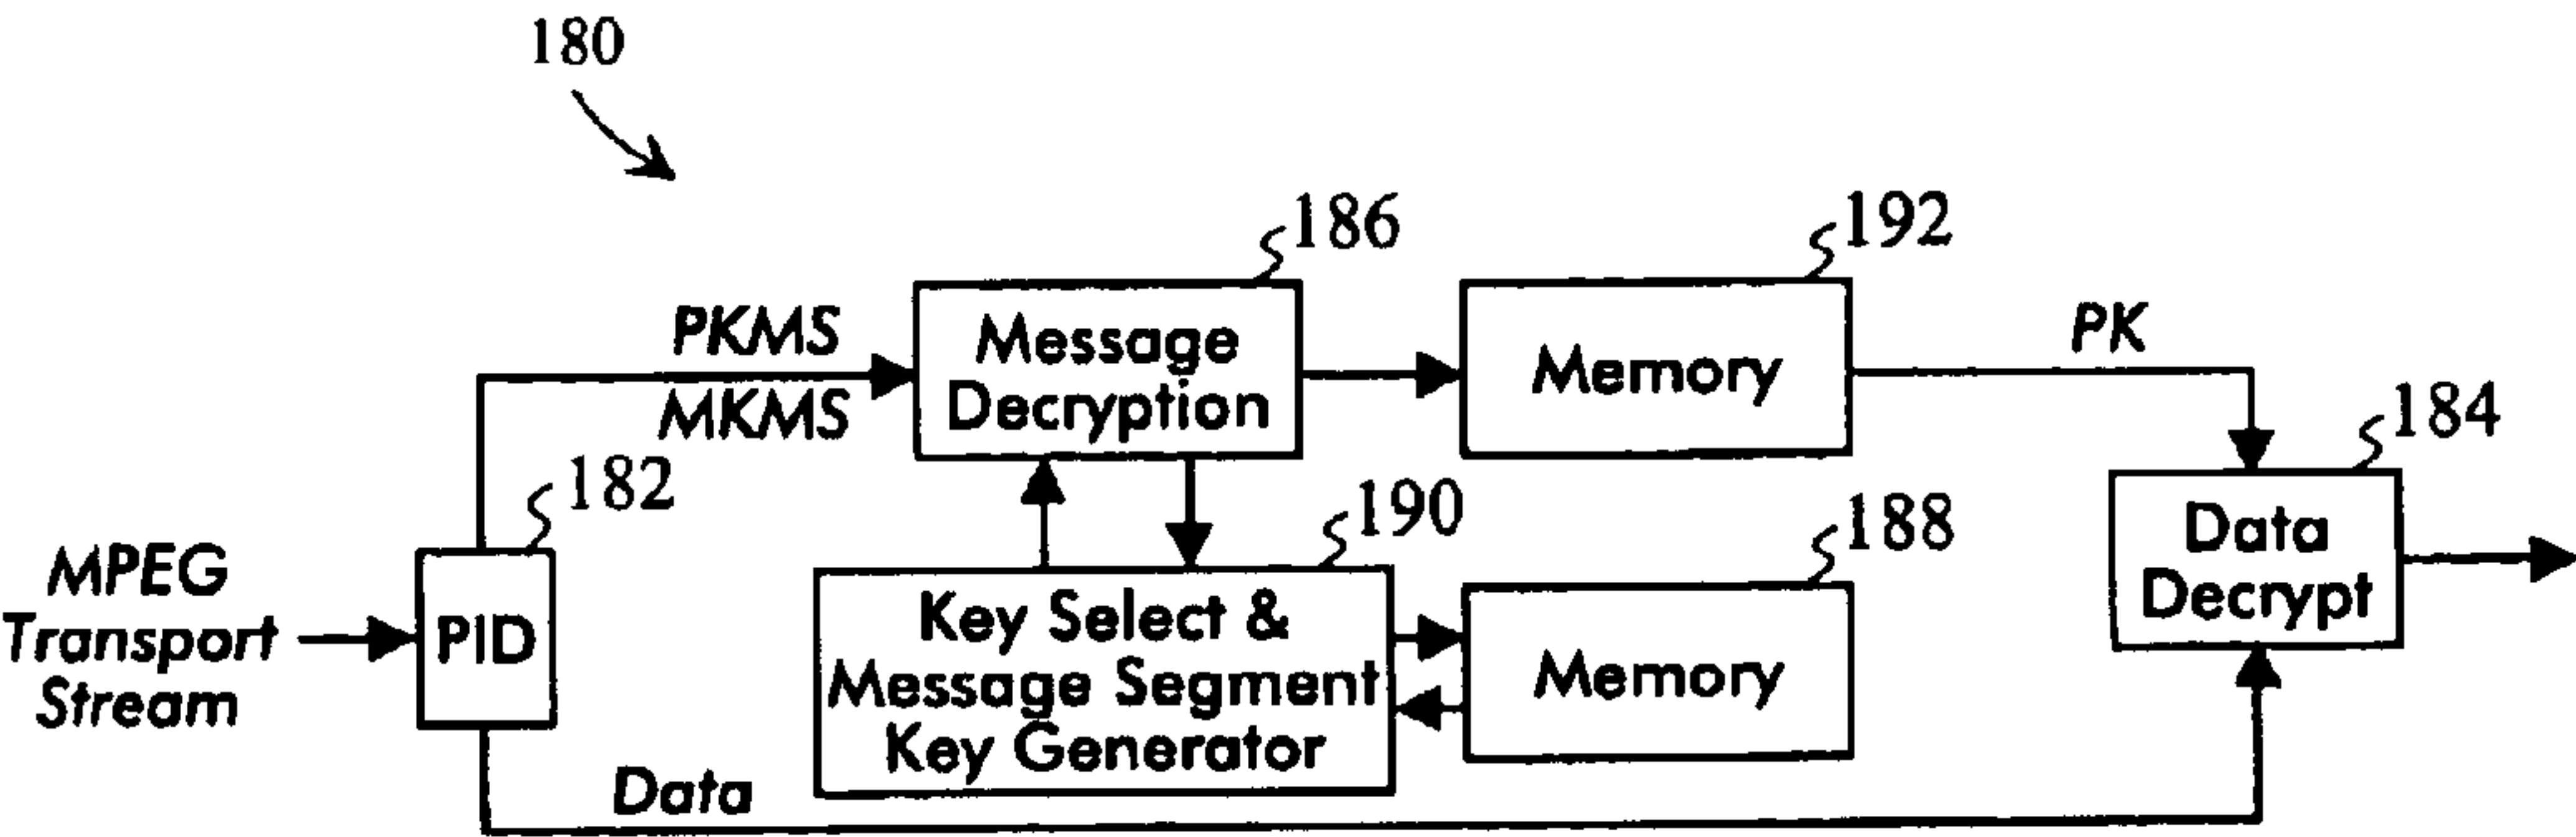 180
186
192
PKMS
MKMS
Message
Decryption
Memory
PK
184
182
190
188
MPEG
Transport
Stream
PID
Key Select &
Message Segment
Key Generator
Memory
Data
Decrypt
Data